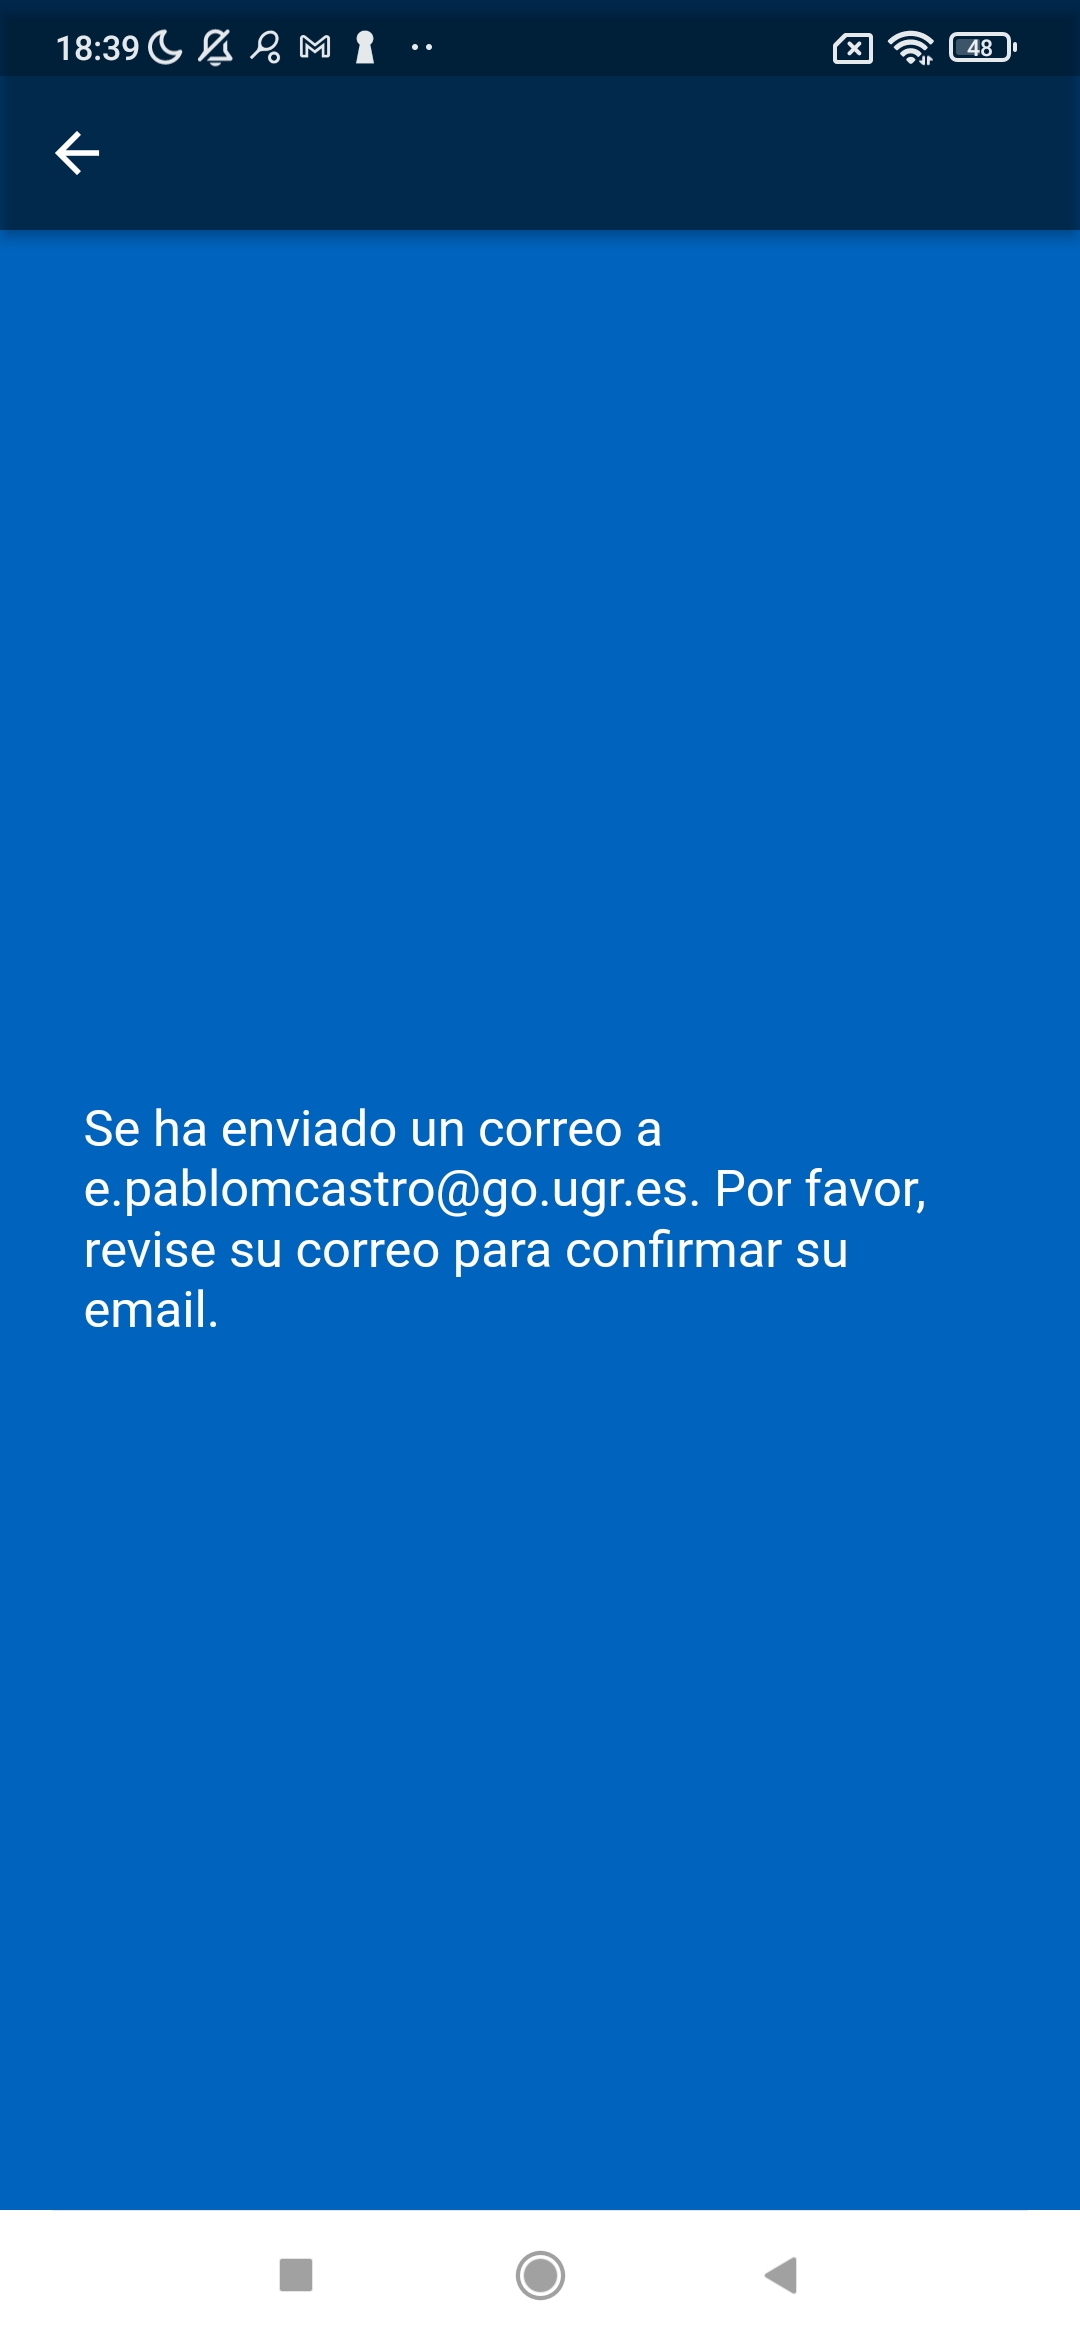 18:39
48
Se ha enviado un correo a
e.pablomcastro@go.ugr.es. Por favor,
revise su correo para confirmar su
email.